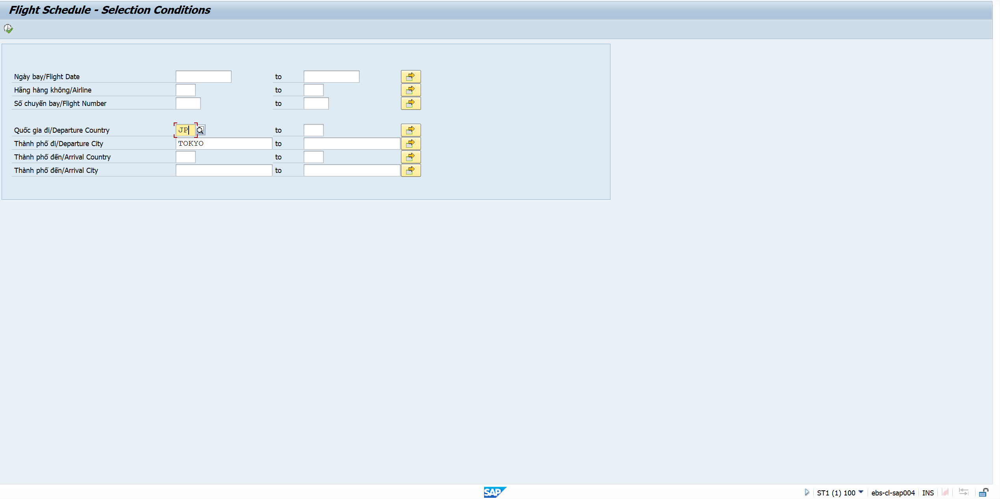 Flight Schedule - Selection Conditions
Ngày bay/Flight Date to
Hãng hàng không/Airline to
Số chuyến bay/Flight Number to
Quốc gia đi/Departure Country JP to
Thành phố đi/Departure City TOKYO to
Thành phố đến/Arrival Country to
Thành phố đến/Arrival City to
SAP ST1 (1) 100 ebs-cl-sap004 INS